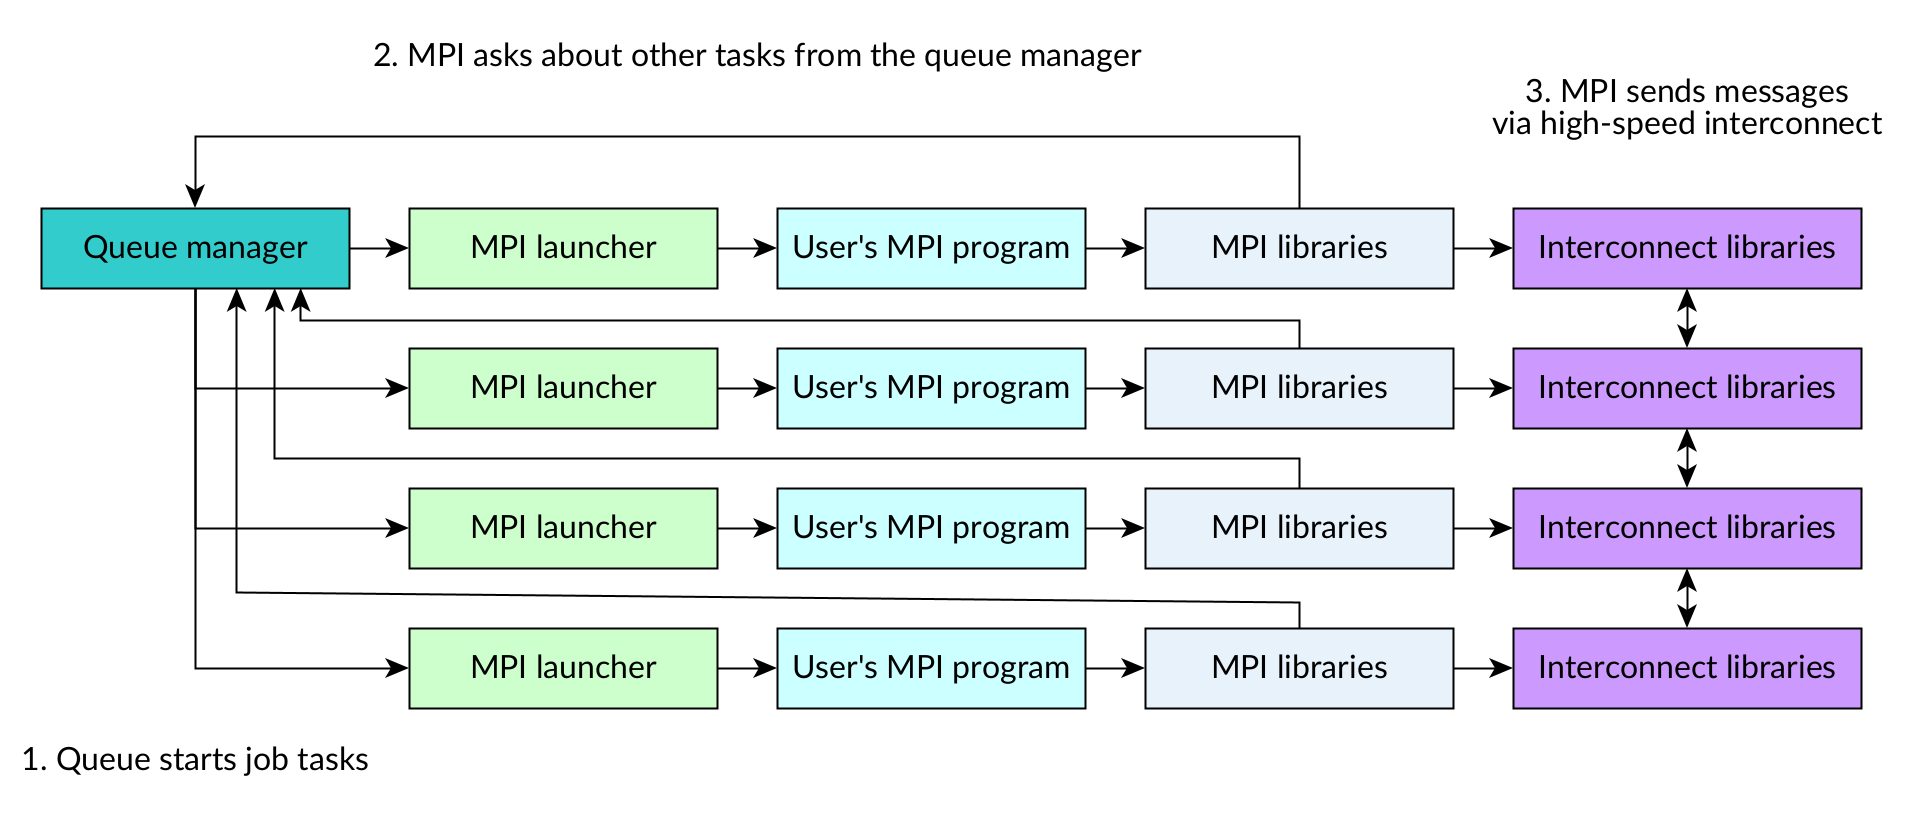 2. MPI asks about other tasks from the queue manager
3. MPI sends messages
via high-speed interconnect
Queue manager
MPI launcher
User's MPI program
MPI libraries
Interconnect libraries
MPI launcher
User's MPI program
MPI libraries
Interconnect libraries
MPI launcher
User's MPI program
MPI libraries
Interconnect libraries
MPI launcher
User's MPI program
MPI libraries
Interconnect libraries
1. Queue starts job tasks